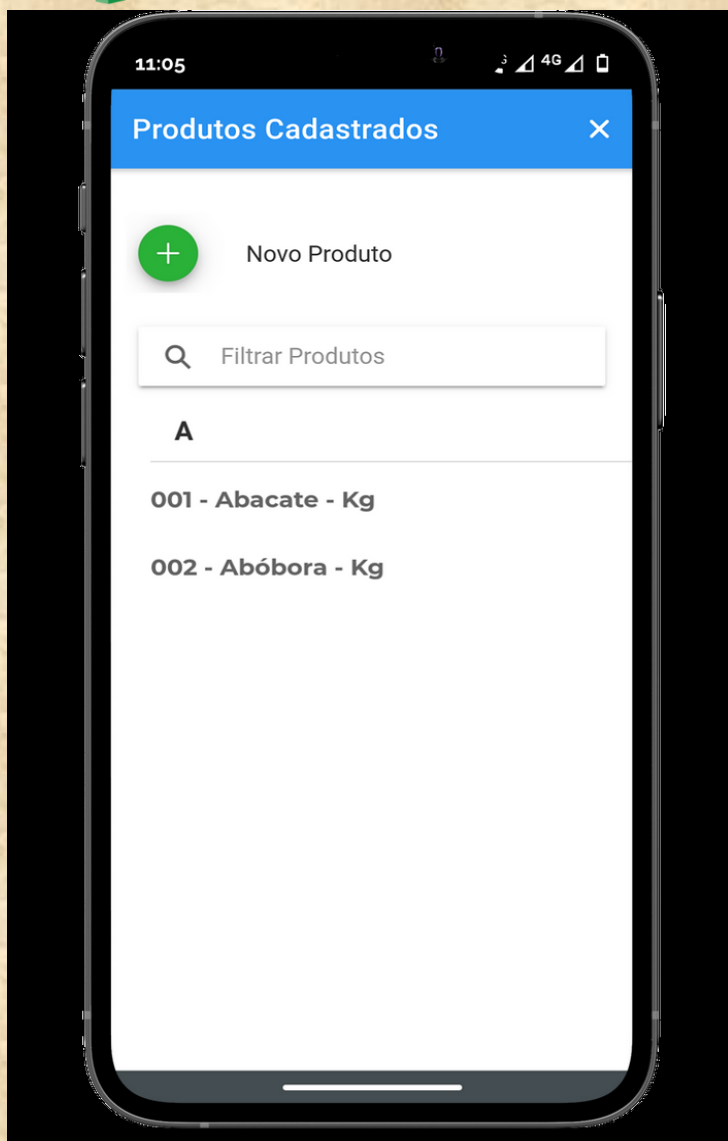 11:05
4G
Produtos Cadastrados
Novo Produto
Filtrar Produtos
A
001 - Abacate - Kg
002 - Abóbora - Kg